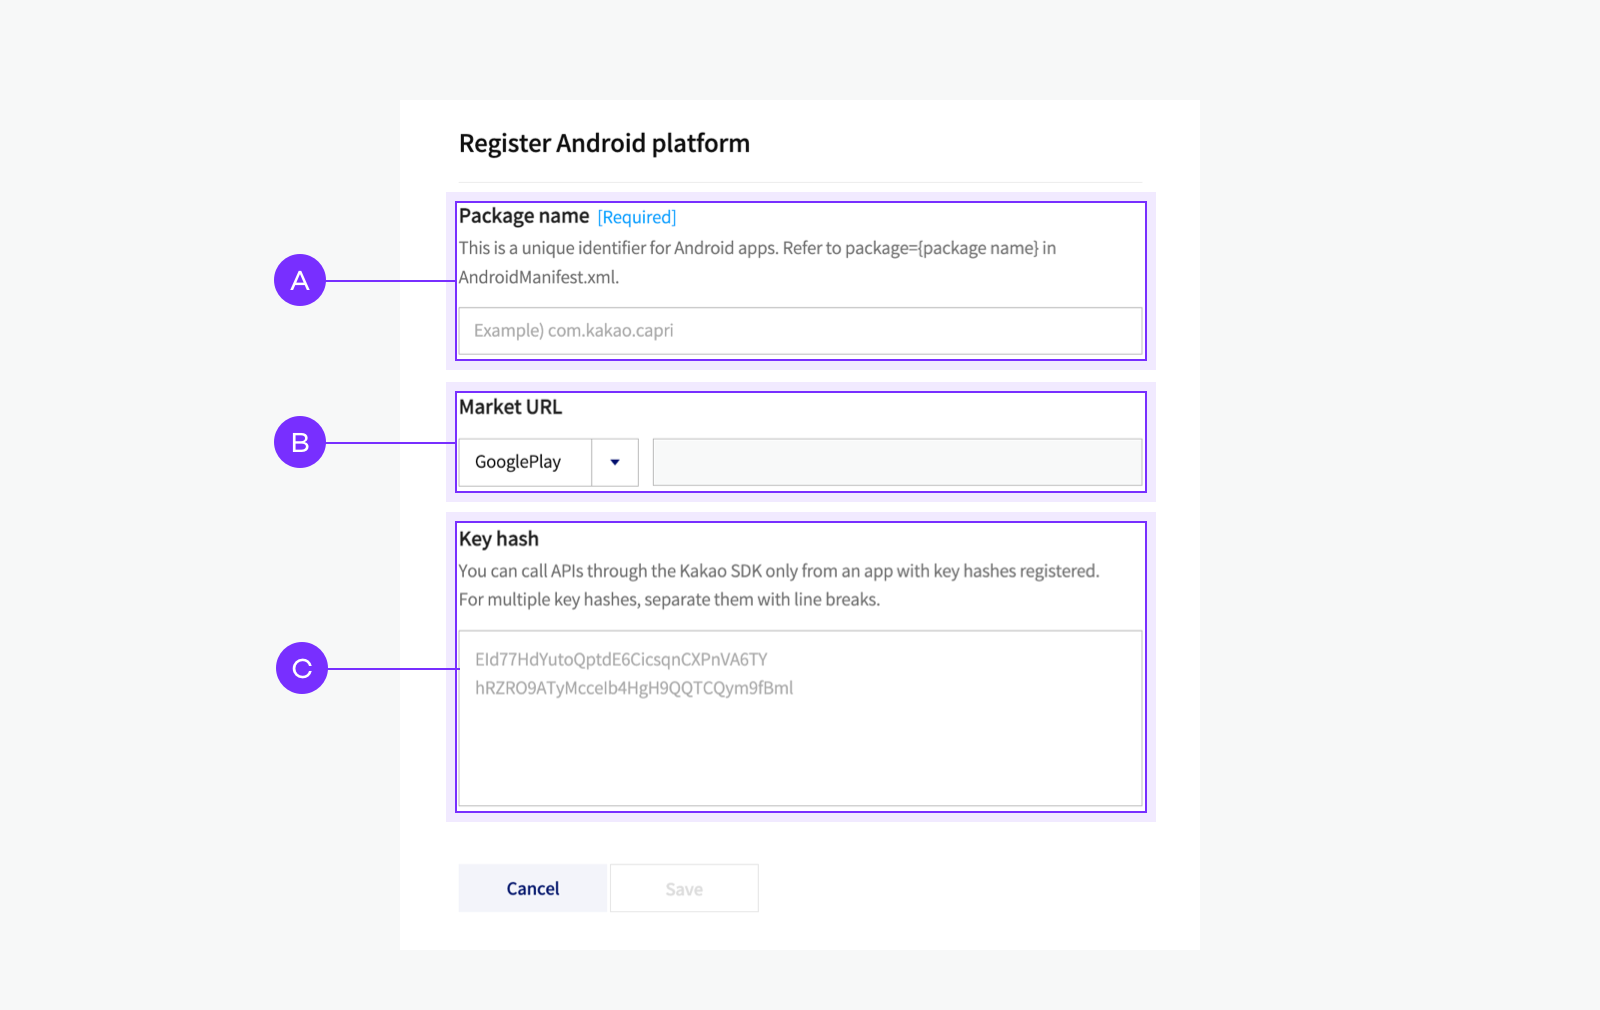 Register Android platform
A
Package name [Required]
This is a unique identifier for Android apps. Refer to package={package name} in
AndroidManifest.xml.
Example) com.kakao.capri
B
Market URL
GooglePlay
C
Key hash
You can call APIs through the Kakao SDK only from an app with key hashes registered.
For multiple key hashes, separate them with line breaks.
EId77HdYutoQptdE6CicsqnCXPnVA6TY
hRZRO9ATyMcceIb4HgH9QQTCQym9fBml
Cancel Save